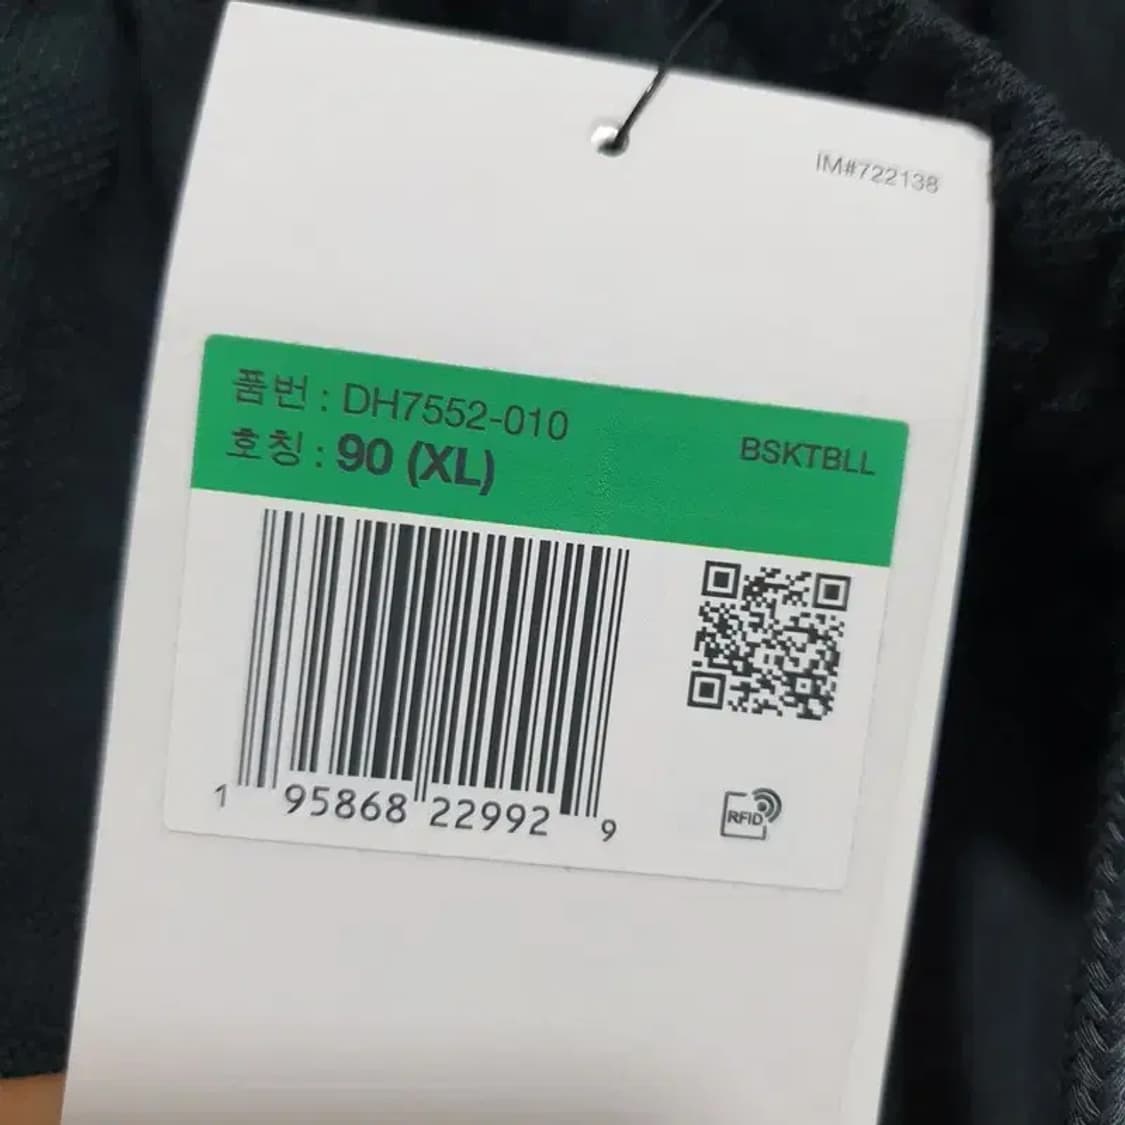 IM#722138
품번 : DH7552-010
호칭 : 90 (XL)
BSKTBLL
1 95868 22992 9
RFID